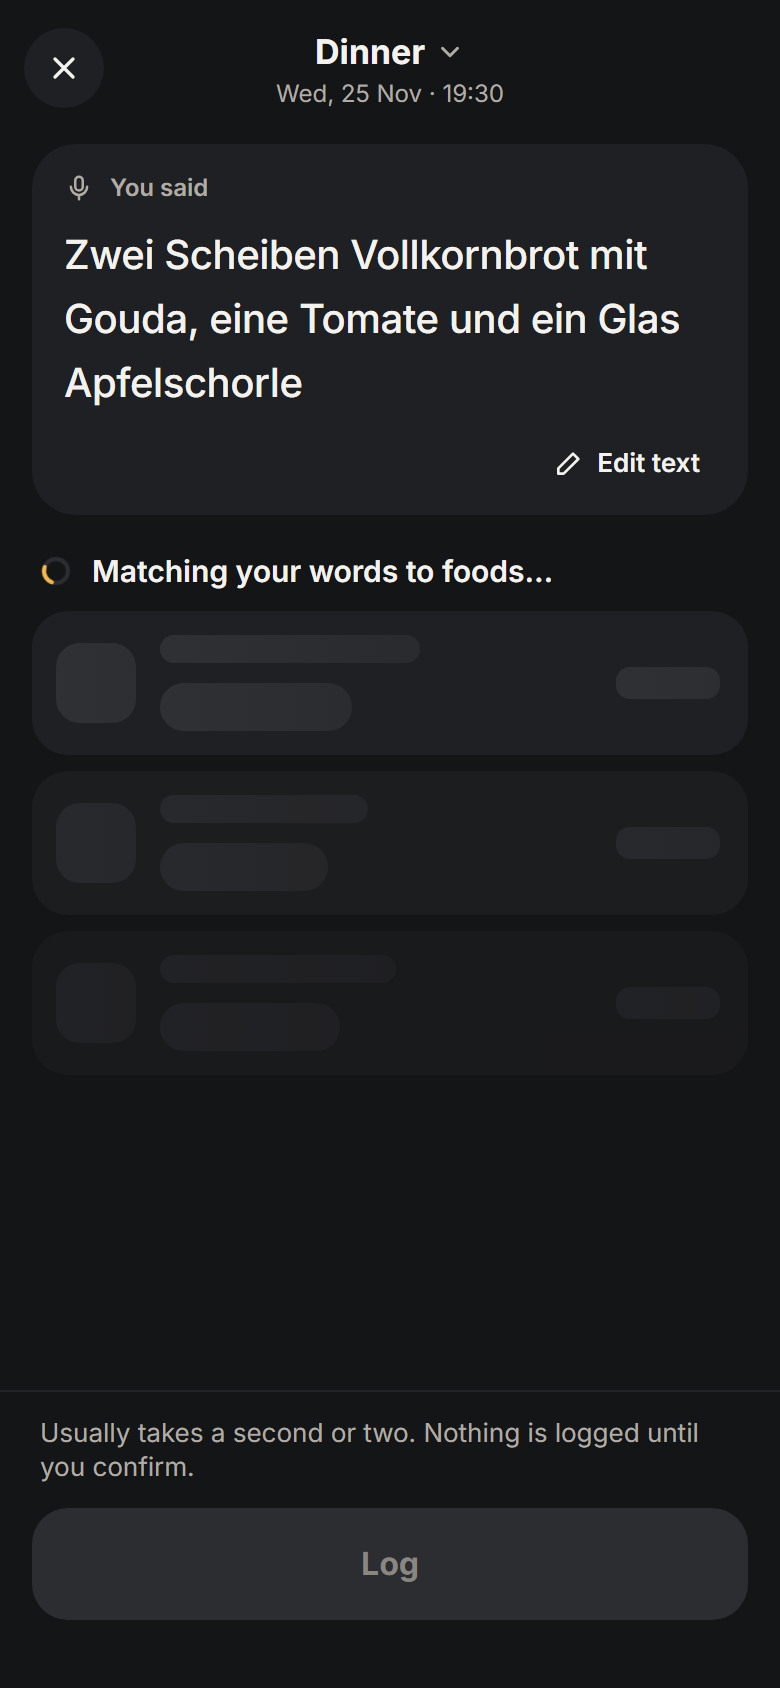 Dinner
Wed, 25 Nov · 19:30
You said
Zwei Scheiben Vollkornbrot mit
Gouda, eine Tomate und ein Glas
Apfelschorle
Edit text
Matching your words to foods...
Usually takes a second or two. Nothing is logged until
you confirm.
Log